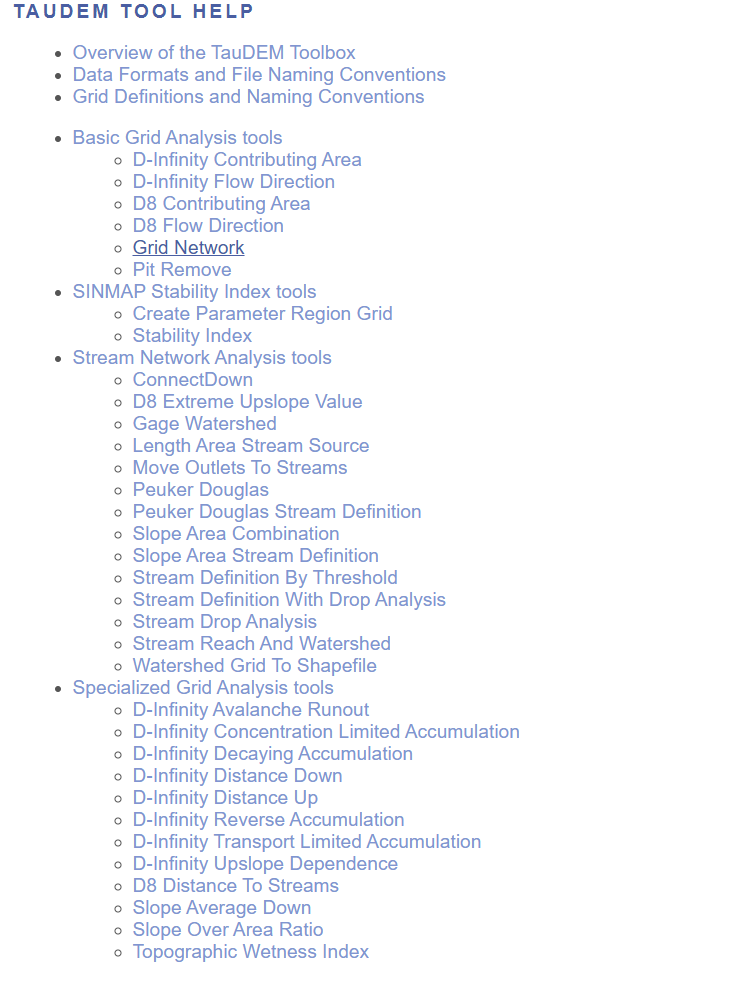 TAUDEM TOOL HELP
Overview of the TauDEM Toolbox
Data Formats and File Naming Conventions
Grid Definitions and Naming Conventions
Basic Grid Analysis tools
D-Infinity Contributing Area
D-Infinity Flow Direction
D8 Contributing Area
D8 Flow Direction
Grid Network
Pit Remove
SINMAP Stability Index tools
Create Parameter Region Grid
Stability Index
Stream Network Analysis tools
ConnectDown
D8 Extreme Upslope Value
Gage Watershed
Length Area Stream Source
Move Outlets To Streams
Peuker Douglas
Peuker Douglas Stream Definition
Slope Area Combination
Slope Area Stream Definition
Stream Definition By Threshold
Stream Definition With Drop Analysis
Stream Drop Analysis
Stream Reach And Watershed
Watershed Grid To Shapefile
Specialized Grid Analysis tools
D-Infinity Avalanche Runout
D-Infinity Concentration Limited Accumulation
D-Infinity Decaying Accumulation
D-Infinity Distance Down
D-Infinity Distance Up
D-Infinity Reverse Accumulation
D-Infinity Transport Limited Accumulation
D-Infinity Upslope Dependence
D8 Distance To Streams
Slope Average Down
Slope Over Area Ratio
Topographic Wetness Index